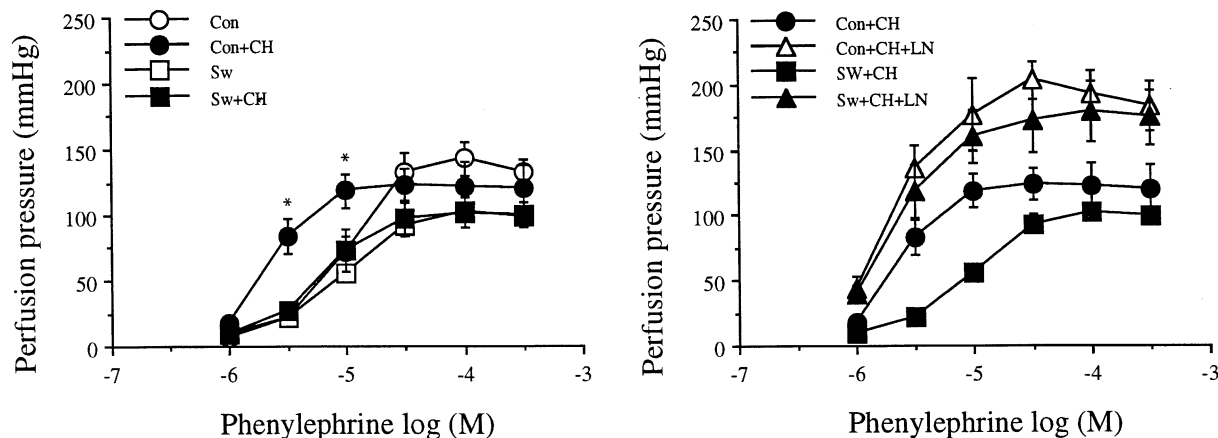 250
200
150
100
50
0
Perfusion pressure (mmHg)
Con
Con+CH
Sw
Sw+CH
*
*
-7
-6
-5
-4
-3
Phenylephrine log (M)
250
200
150
100
50
0
Perfusion pressure (mmHg)
Con+CH
Con+CH+LN
SW+CH
Sw+CH+LN
-7
-6
-5
-4
-3
Phenylephrine log (M)